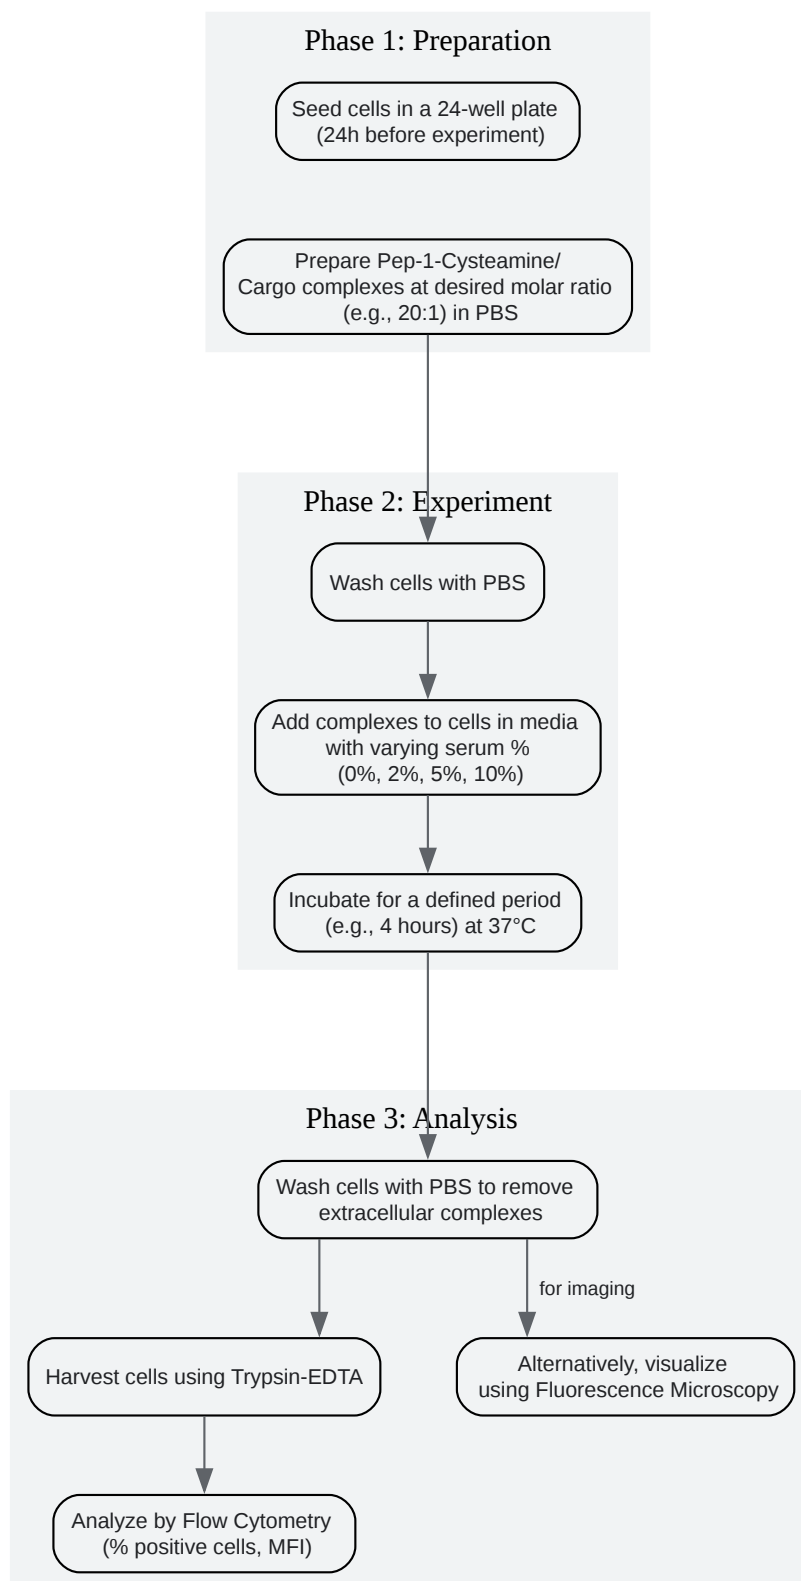 Phase 1: Preparation
Seed cells in a 24-well plate
(24h before experiment)
Prepare Pep-1-Cysteamine/
Cargo complexes at desired molar ratio
(e.g., 20:1) in PBS
Phase 2: Experiment
Wash cells with PBS
Add complexes to cells in media
with varying serum %
(0%, 2%, 5%, 10%)
Incubate for a defined period
(e.g., 4 hours) at 37°C
Phase 3: Analysis
Wash cells with PBS to remove
extracellular complexes
for imaging
Harvest cells using Trypsin-EDTA
Alternatively, visualize
using Fluorescence Microscopy
Analyze by Flow Cytometry
(% positive cells, MFI)